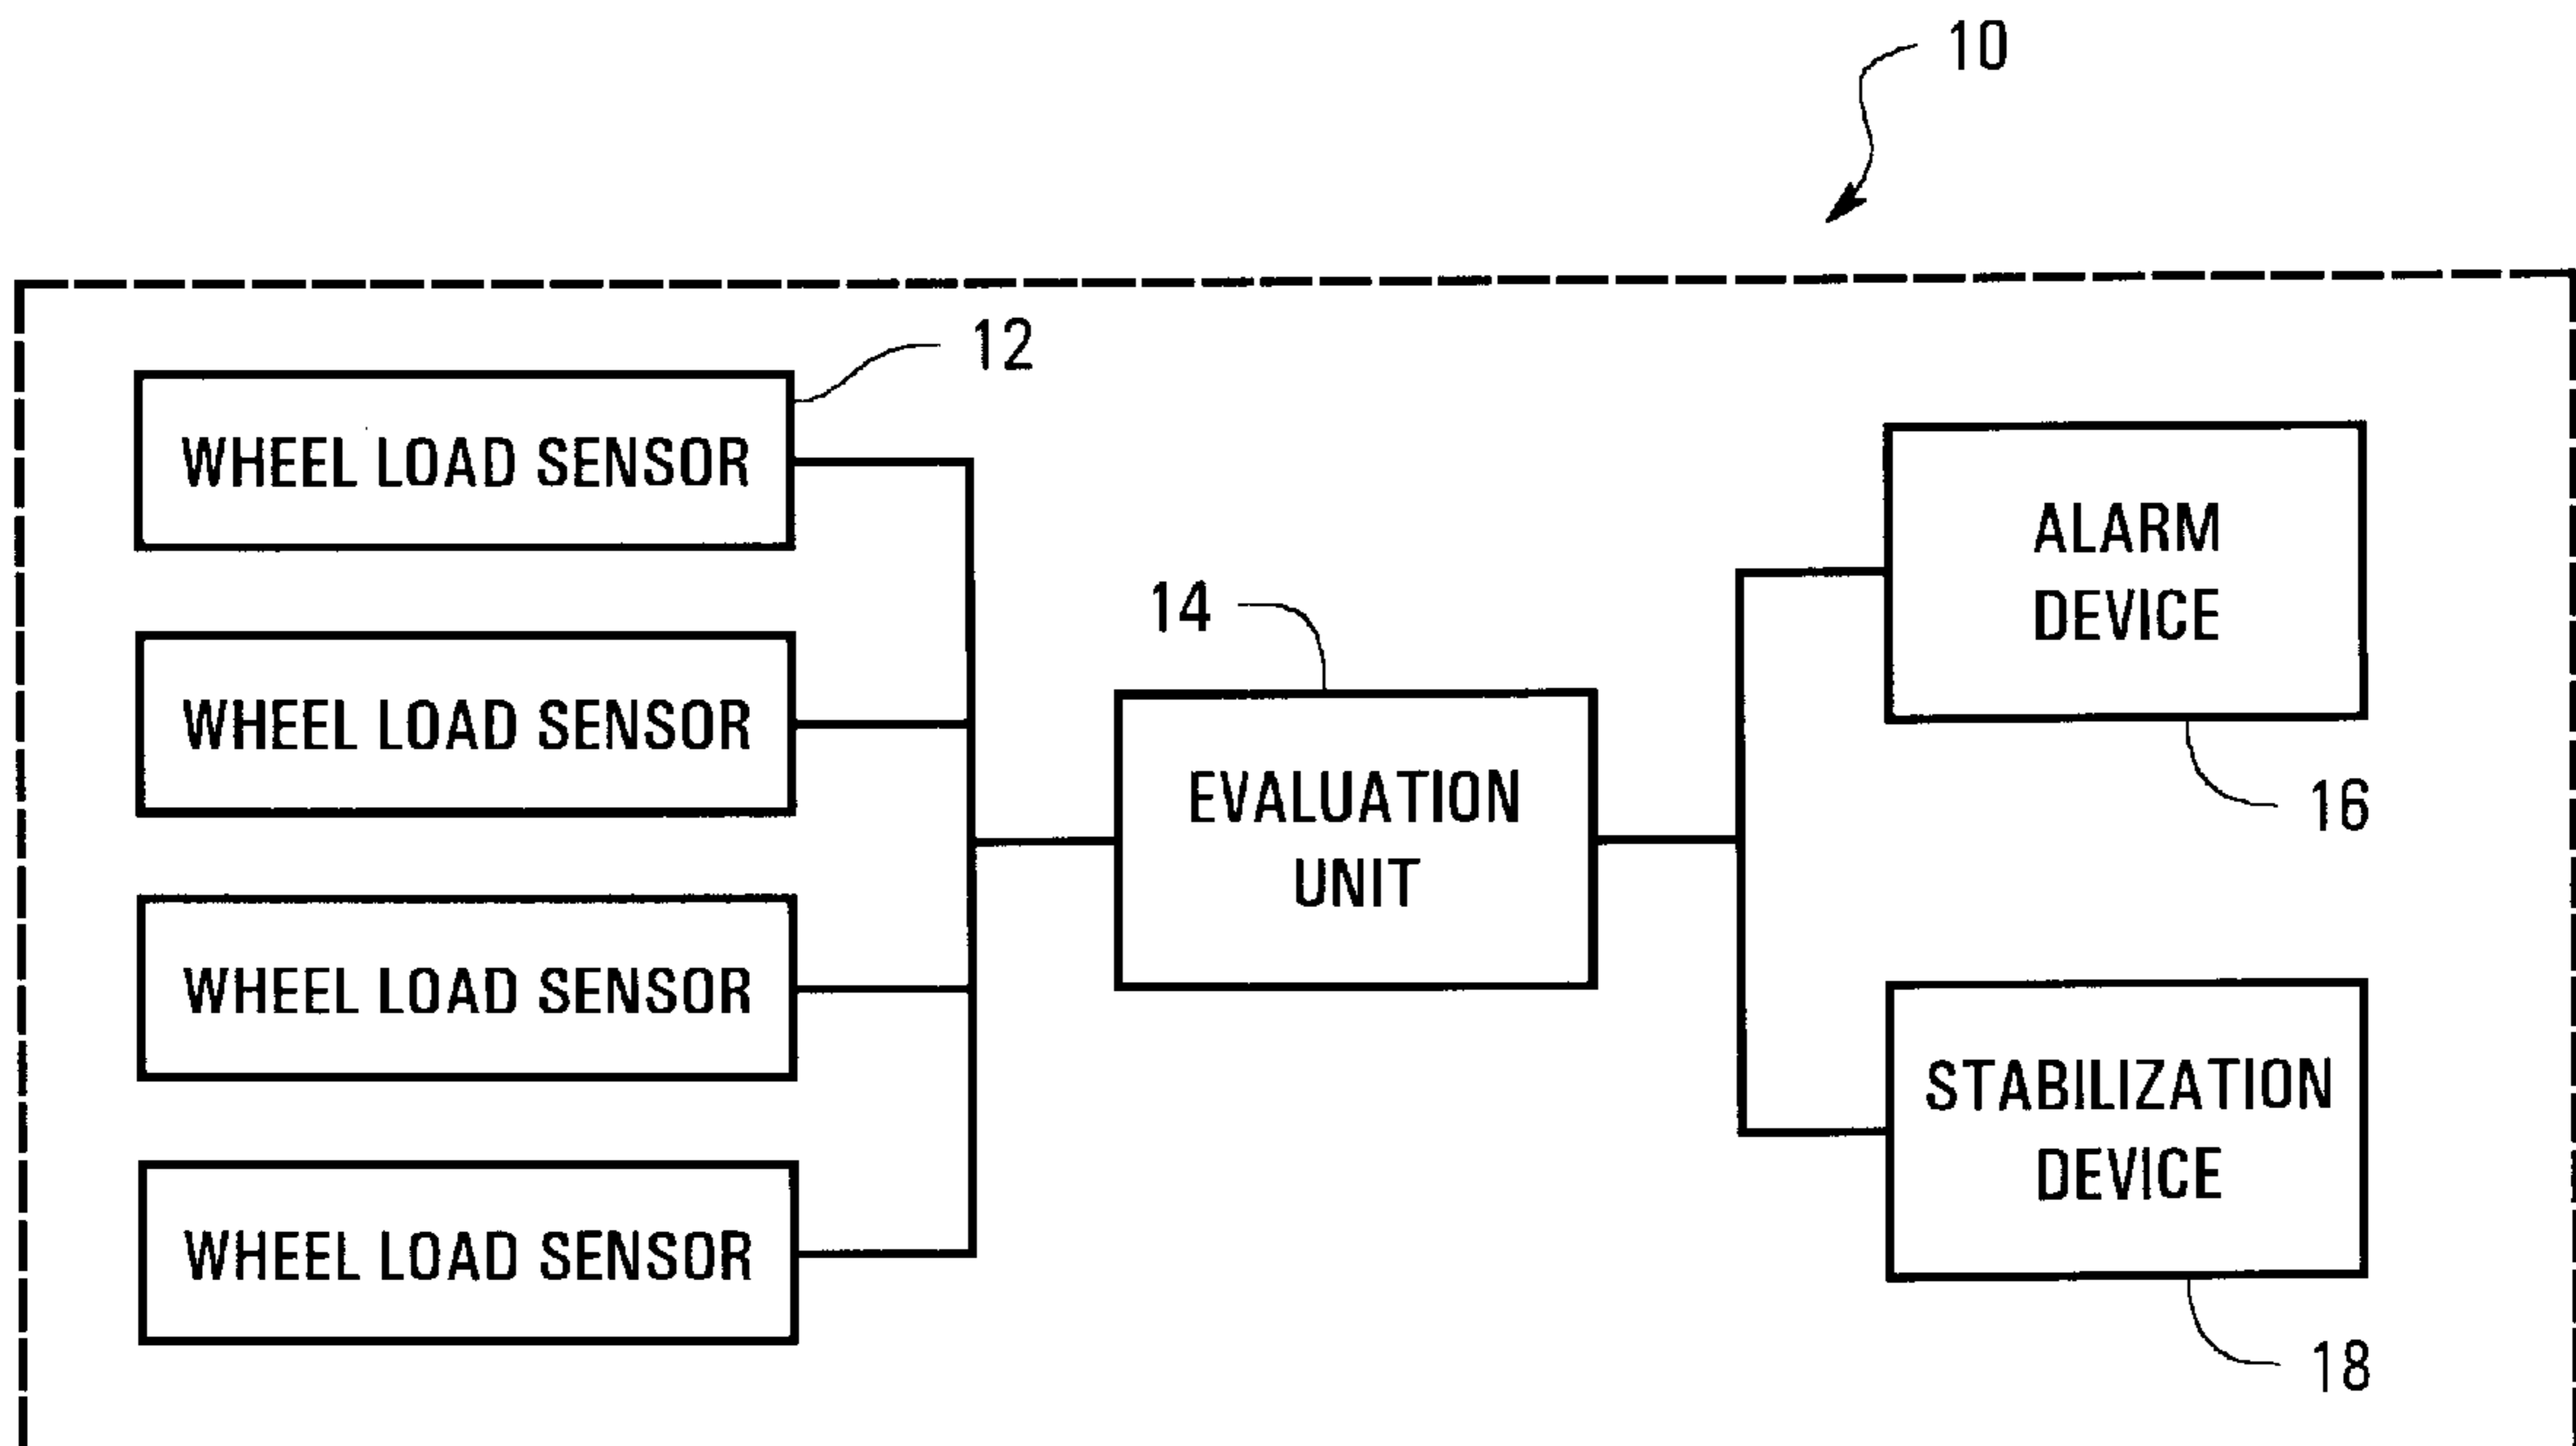 10
12
WHEEL LOAD SENSOR
WHEEL LOAD SENSOR
WHEEL LOAD SENSOR
WHEEL LOAD SENSOR
14
EVALUATION
UNIT
ALARM
DEVICE
16
STABILIZATION
DEVICE
18